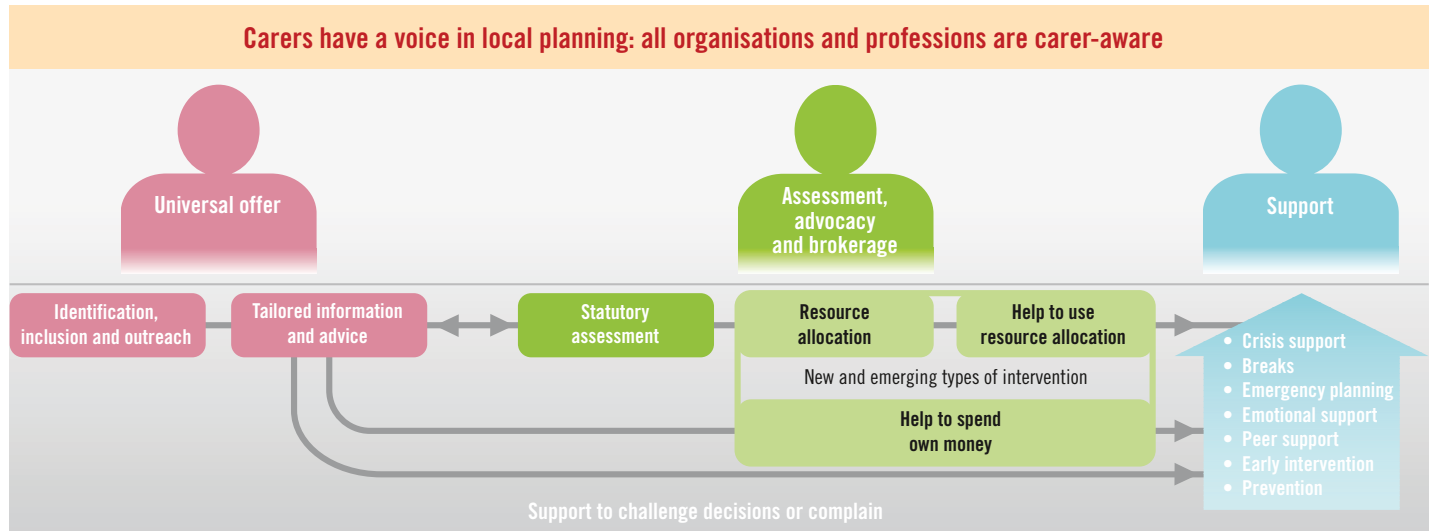 Carers have a voice in local planning: all organisations and professions are carer-aware
Universal offer
Assessment,
advocacy
and brokerage
Support
Identification,
inclusion and outreach
Tailored information
and advice
Statutory
assessment
Resource
allocation
Help to use
resource allocation
New and emerging types of intervention
Help to spend
own money
• Crisis support
• Breaks
• Emergency planning
• Emotional support
• Peer support
• Early intervention
• Prevention
Support to challenge decisions or complain